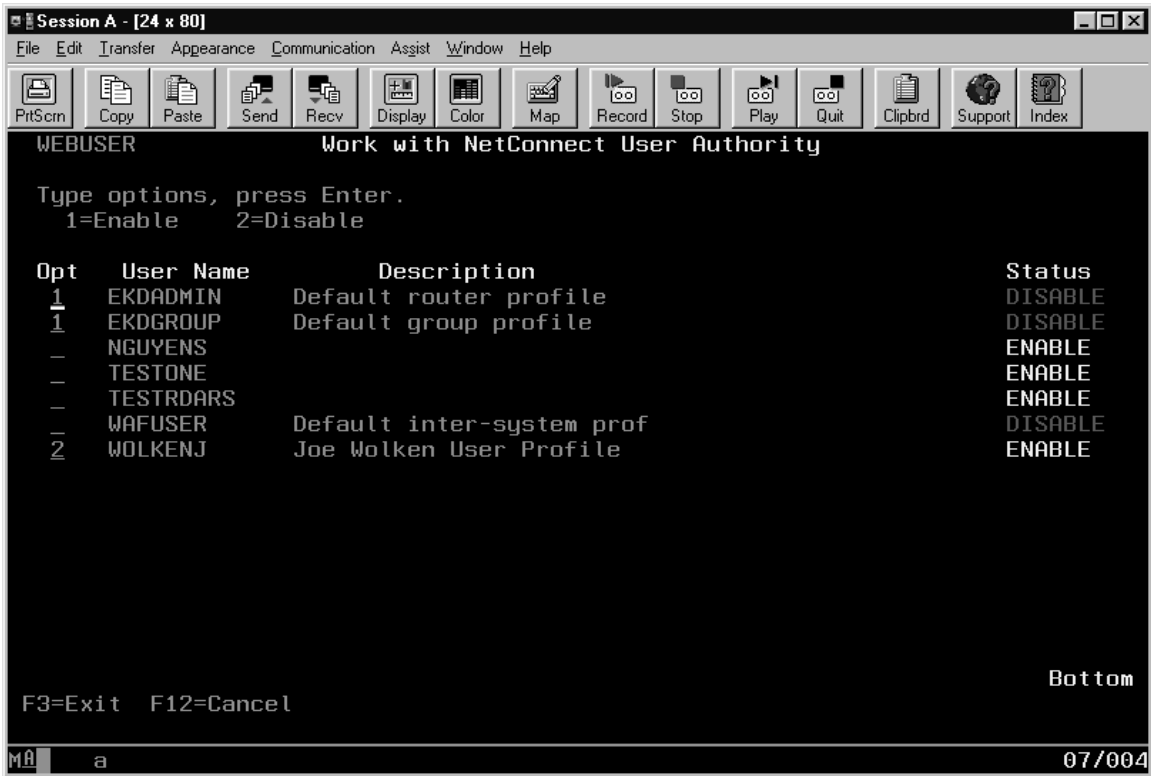 Session A - [24 x 80]
File Edit Transfer Appearance Communication Assist Window Help
PrtScrn Copy Paste Send Recv Display Color Map Record Stop Play Quit Clipbrd Support Index
WEBUSER Work with NetConnect User Authority
Type options, press Enter.
1=Enable 2=Disable
Opt User Name Description Status
1 EKDADMIN Default router profile DISABLE
1 EKDGROUP Default group profile DISABLE
_ NGUYENS ENABLE
_ TESTONE ENABLE
_ TESTRDARS ENABLE
_ WAFUSER Default inter-system prof DISABLE
2 WOLKENJ Joe Wolken User Profile ENABLE
Bottom
F3=Exit F12=Cancel
MA a 07/004